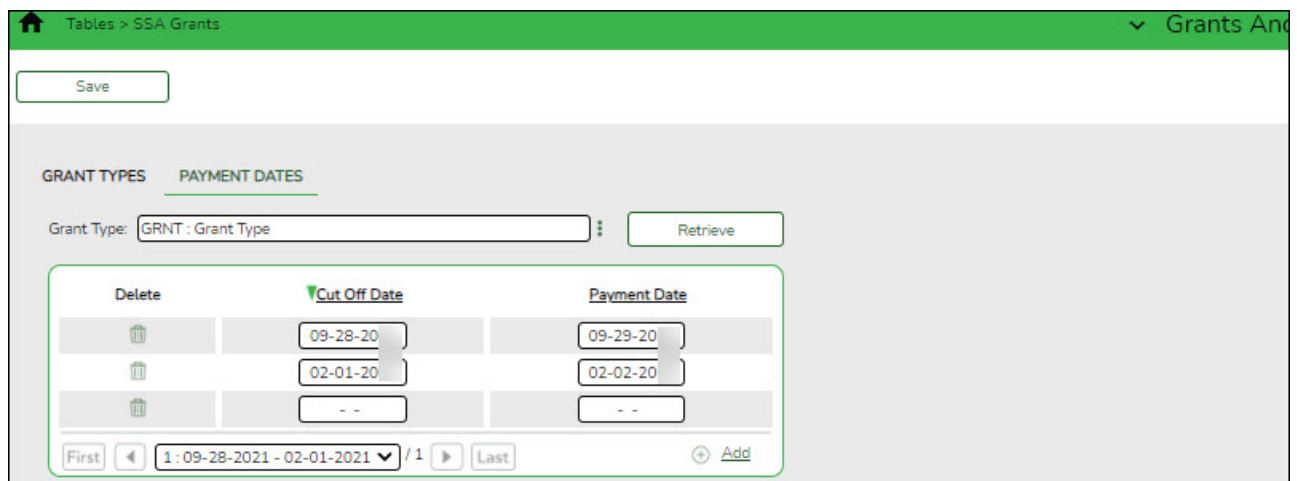 Tables > SSA Grants
Grants And
Save
GRANT TYPES PAYMENT DATES
Grant Type: GRNT : Grant Type Retrieve
Delete Cut Off Date Payment Date
09-28-20 09-29-20
02-01-20 02-02-20
- - - -
First 1 : 09-28-2021 - 02-01-2021 / 1 Last Add